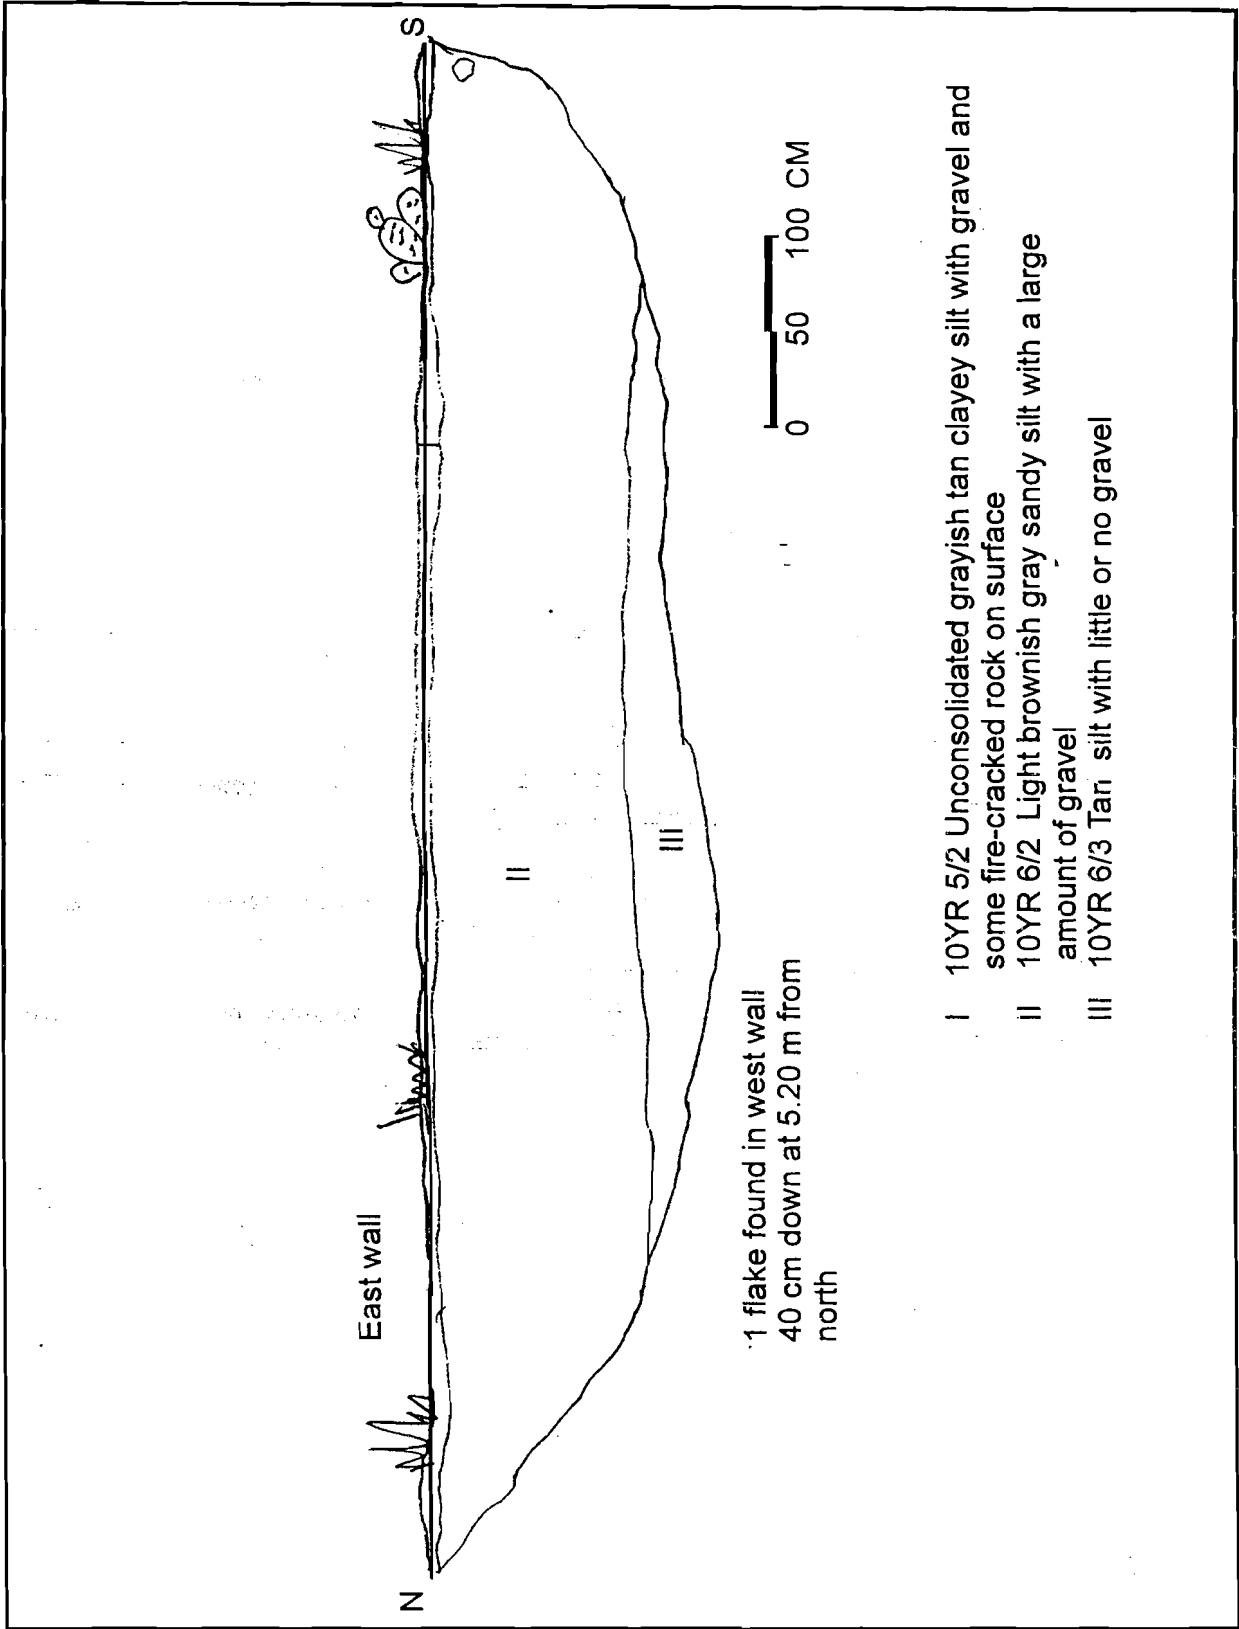 East wall
N
S
II
III
1 flake found in west wall
40 cm down at 5.20 m from
north
0 50 100 CM
I 10YR 5/2 Unconsolidated grayish tan clayey silt with gravel and
some fire-cracked rock on surface
II 10YR 6/2 Light brownish gray sandy silt with a large
amount of gravel
III 10YR 6/3 Tan silt with little or no gravel